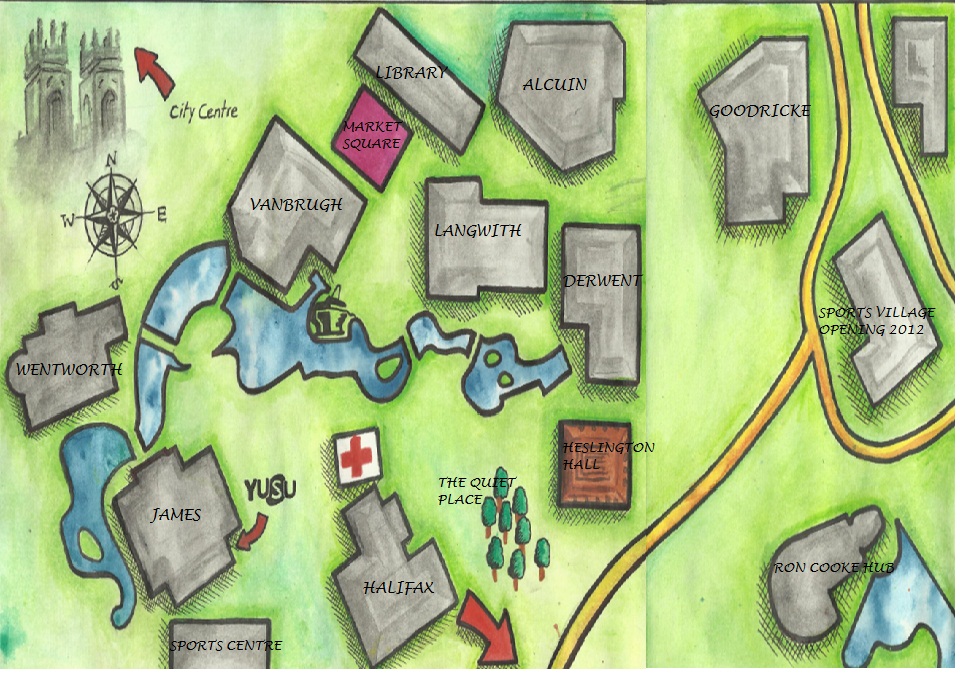 City Centre
N
W E
S
LIBRARY
MARKET
SQUARE
ALCUIN
GOODRICKE
VANBRUGH
LANGWITH
DERWENT
SPORTS VILLAGE
OPENING 2012
WENTWORTH
HESLINGTON
HALL
THE QUIET
PLACE
YUSU
JAMES
HALIFAX
RON COOKE HUB
SPORTS CENTRE